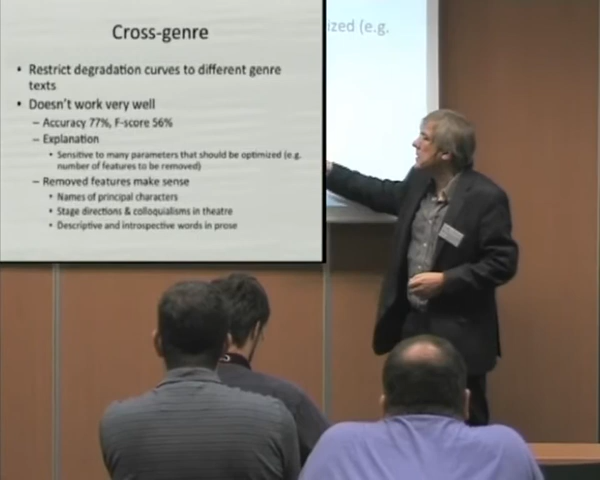 Cross-genre
• Restrict degradation curves to different genre
texts
• Doesn't work very well
– Accuracy 77%, F-score 56%
– Explanation
• Sensitive to many parameters that should be optimized (e.g.
number of features to be removed)
– Removed features make sense
• Names of principal characters
• Stage directions & colloquialisms in theatre
• Descriptive and introspective words in prose
ized (e.g.